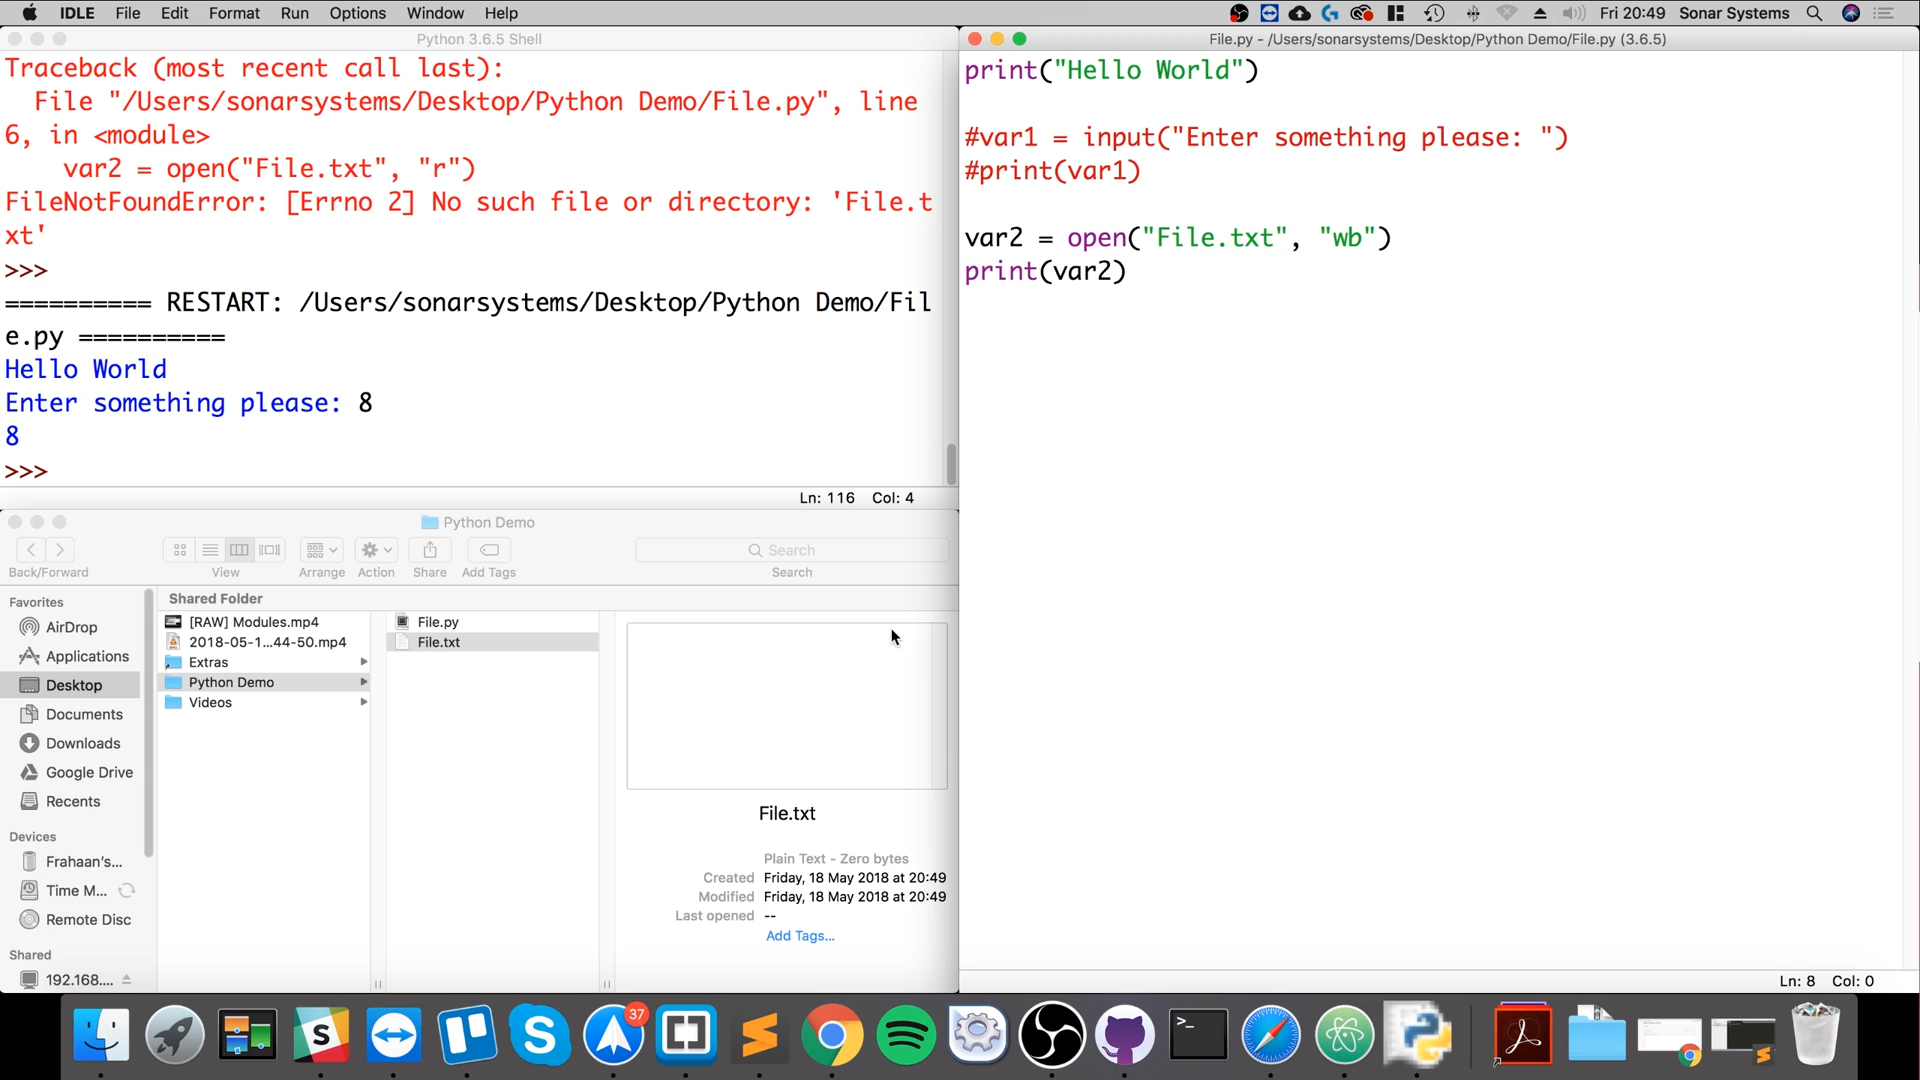 IDLE File Edit Format Run Options Window Help
Fri 20:49 Sonar Systems
Python 3.6.5 Shell
Traceback (most recent call last):
File "/Users/sonarsystems/Desktop/Python Demo/File.py", line
6, in <module>
var2 = open("File.txt", "r")
FileNotFoundError: [Errno 2] No such file or directory: 'File.t
xt'
>>>
========== RESTART: /Users/sonarsystems/Desktop/Python Demo/Fil
e.py ==========
Hello World
Enter something please: 8
8
>>>
Ln: 116 Col: 4
File.py - /Users/sonarsystems/Desktop/Python Demo/File.py (3.6.5)
print("Hello World")
#var1 = input("Enter something please: ")
#print(var1)
var2 = open("File.txt", "wb")
print(var2)
Ln: 8 Col: 0
Python Demo
Search
Back/Forward View Arrange Action Share Add Tags Search
Favorites
AirDrop
Applications
Desktop
Documents
Downloads
Google Drive
Recents
Devices
Frahaan's...
Time M...
Remote Disc
Shared
192.168....
Shared Folder
[RAW] Modules.mp4
2018-05-1...44-50.mp4
Extras
Python Demo
Videos
File.py
File.txt
File.txt
Plain Text - Zero bytes
Created Friday, 18 May 2018 at 20:49
Modified Friday, 18 May 2018 at 20:49
Last opened --
Add Tags...
37